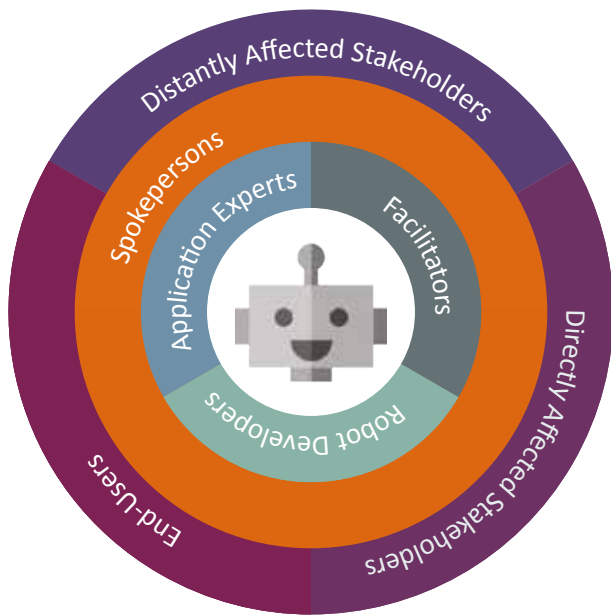 Distantly Affected Stakeholders
Spokepersons
Application Experts
Facilitators
Robot Developers
End-Users
Directly Affected Stakeholders